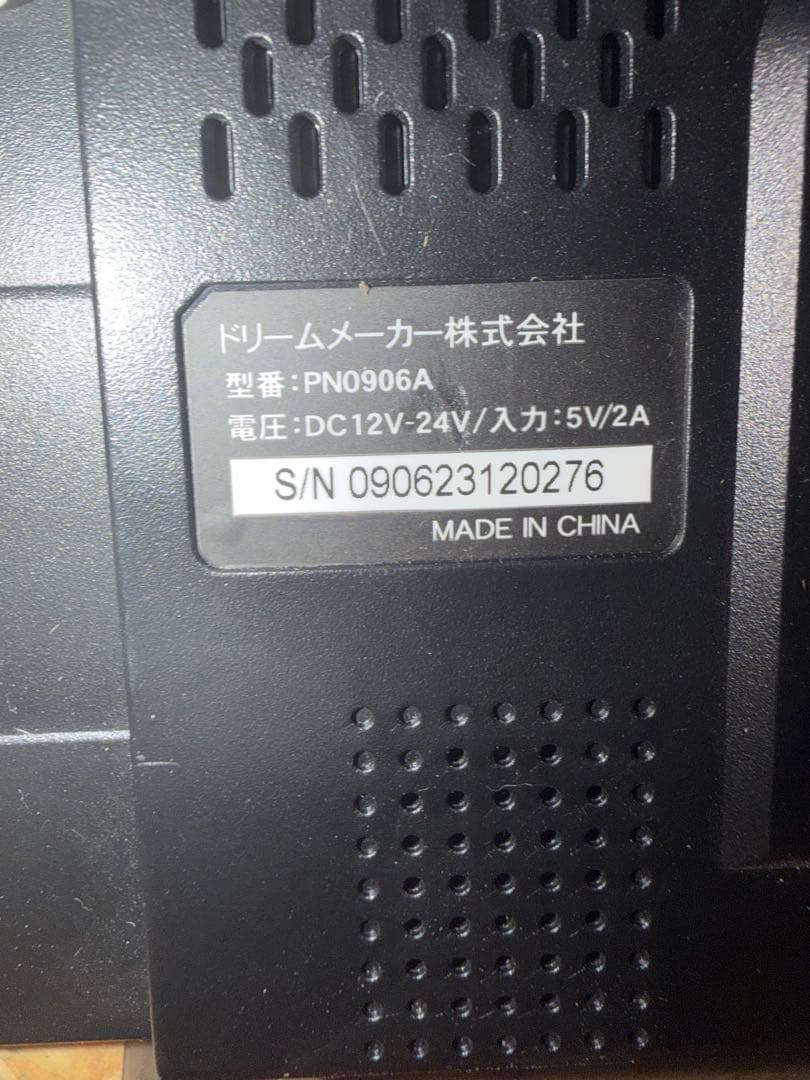 ドリームメーカー株式会社
型番:PN0906A
電圧:DC12V-24V/入力:5V/2A
S/N 090623120276
MADE IN CHINA